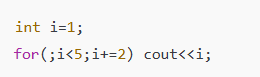 int i=1;
for(;i<5;i+=2) cout<<i;